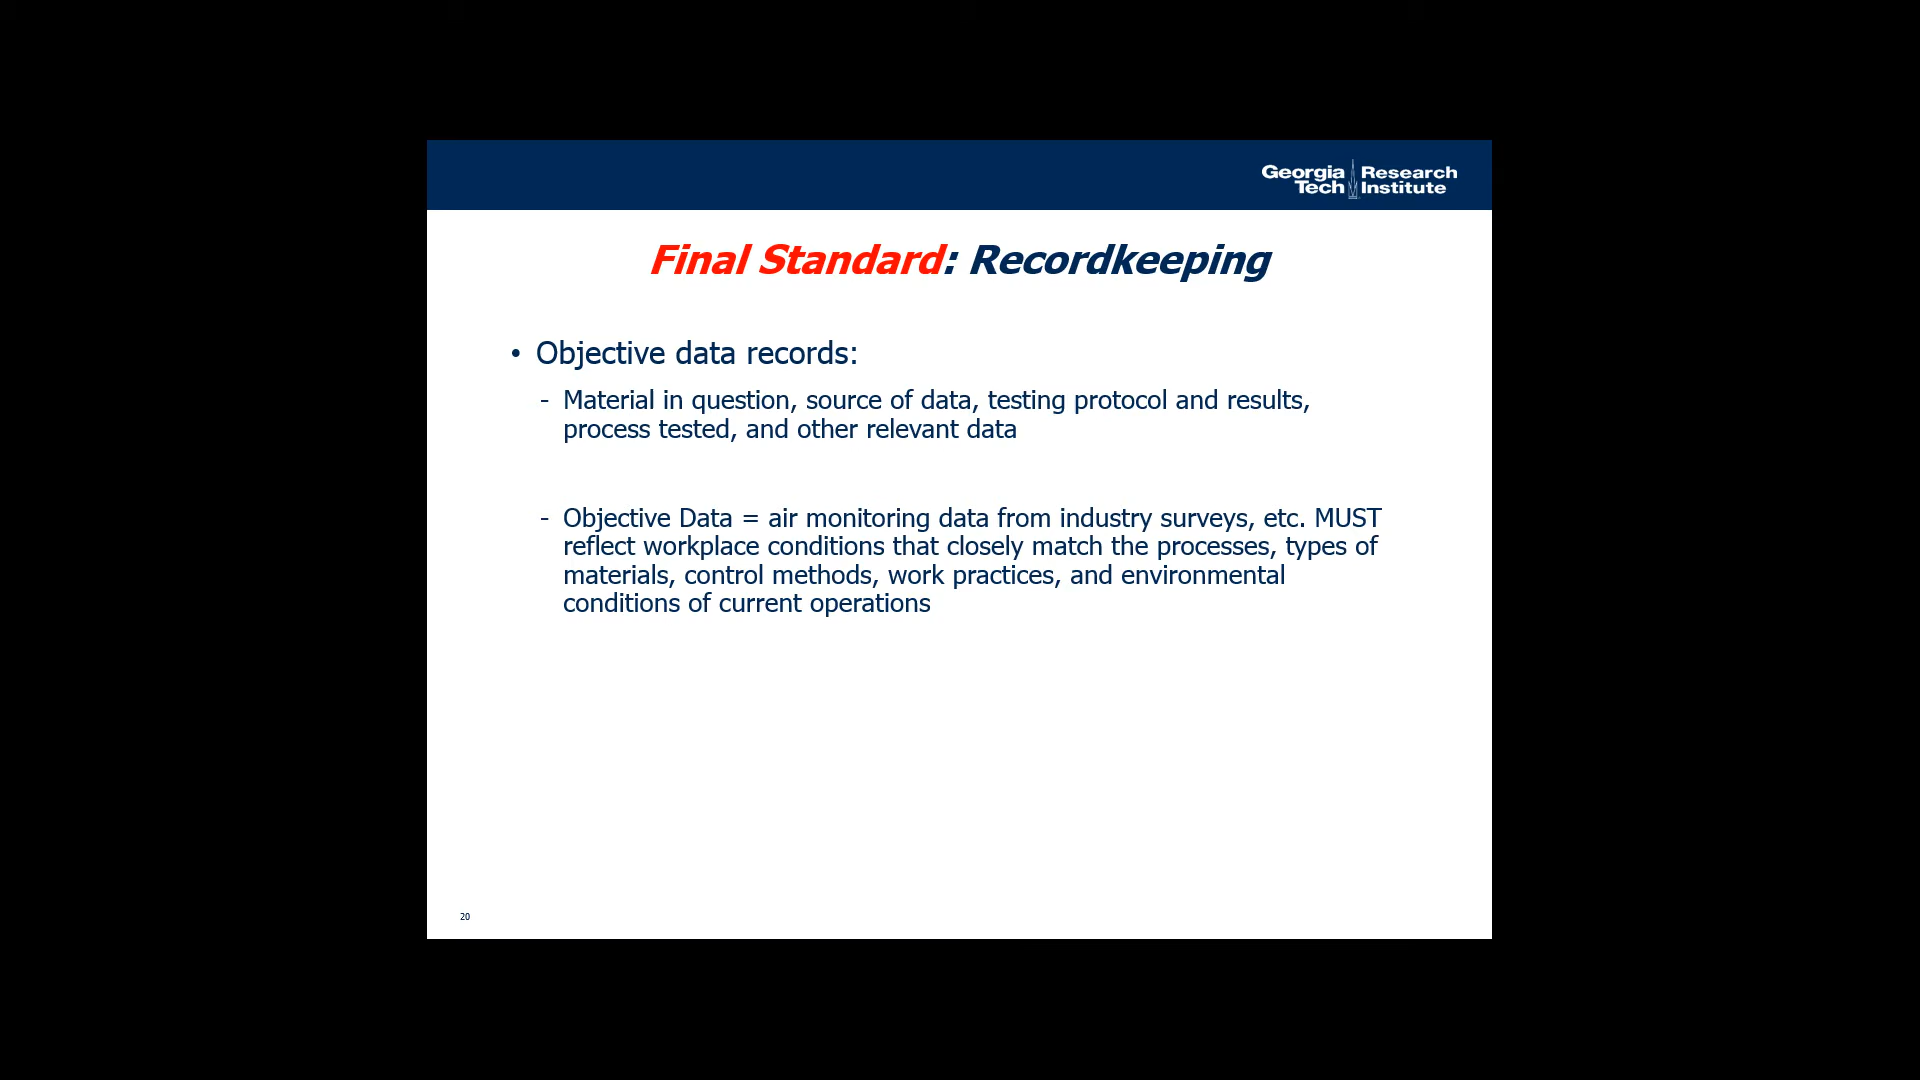 Georgia Research
Tech Institute
Final Standard: Recordkeeping
• Objective data records:
- Material in question, source of data, testing protocol and results,
process tested, and other relevant data
- Objective Data = air monitoring data from industry surveys, etc. MUST
reflect workplace conditions that closely match the processes, types of
materials, control methods, work practices, and environmental
conditions of current operations
20